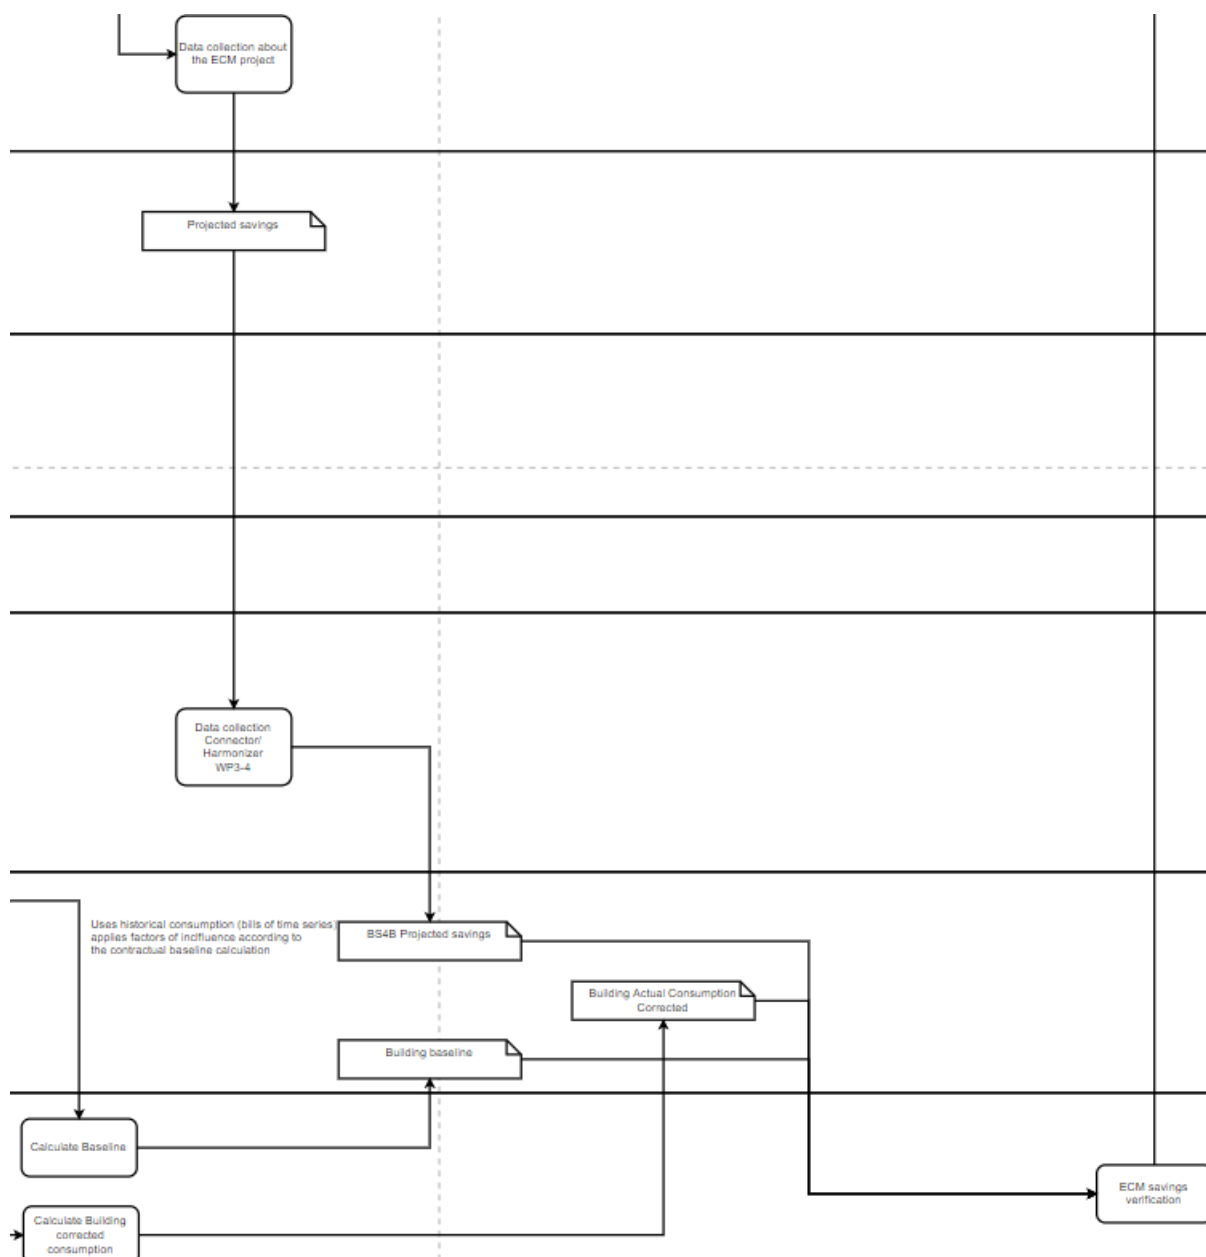 Data collection about
the ECM project
Projected savings
Data collection
Connector/
Harmonizer
WP3-4
Uses historical consumption (bills of time series)
applies factors of inclfluence according to
the contractual baseline calculation
BS4B Projected savings
Building Actual Consumption
Corrected
Building baseline
Calculate Baseline
ECM savings
verification
Calculate Building
corrected
consumption